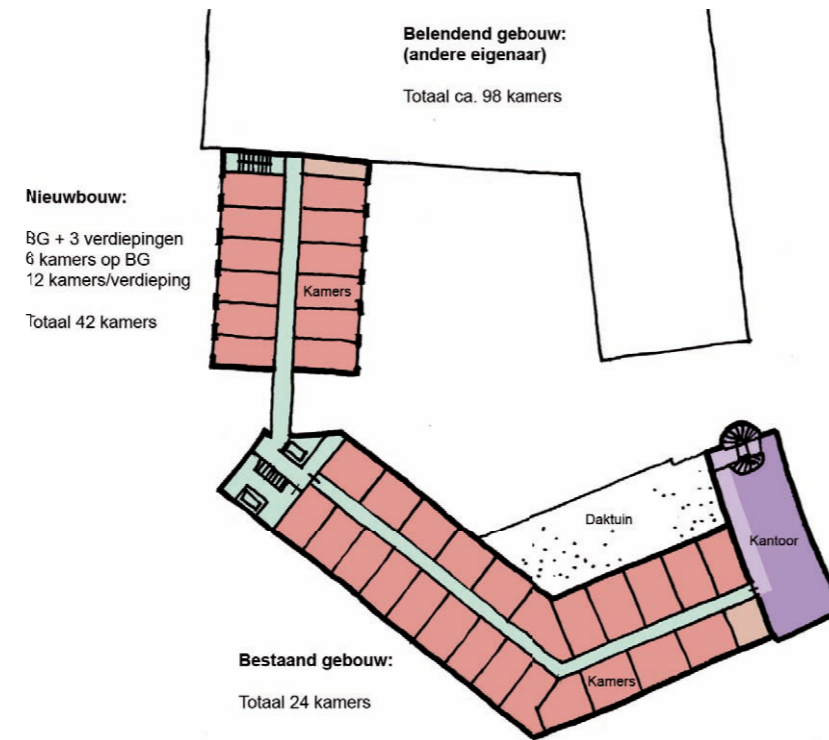 Belendend gebouw:
(andere eigenaar)
Totaal ca. 98 kamers
Nieuwbouw:
BG + 3 verdiepingen
6 kamers op BG
12 kamers/verdieping
Totaal 42 kamers
Kamers
Daktuin
Kantoor
Bestaand gebouw:
Totaal 24 kamers
Kamers